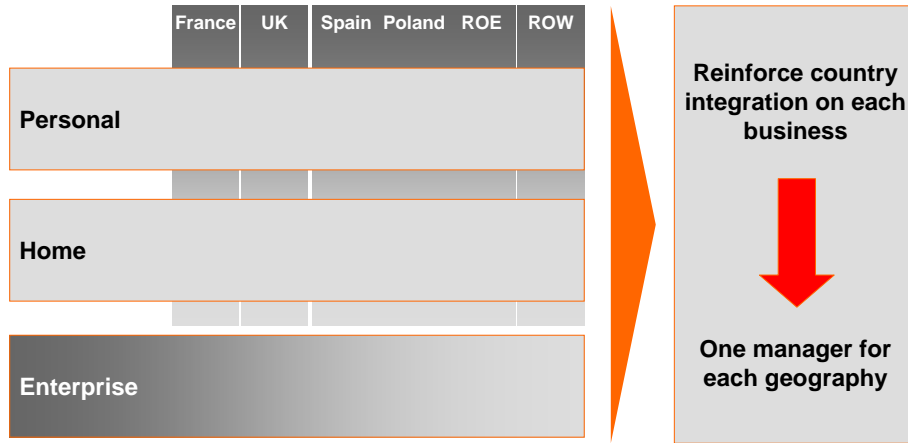 France UK Spain Poland ROE ROW
Personal
Home
Enterprise
Reinforce country
integration on each
business
One manager for
each geography